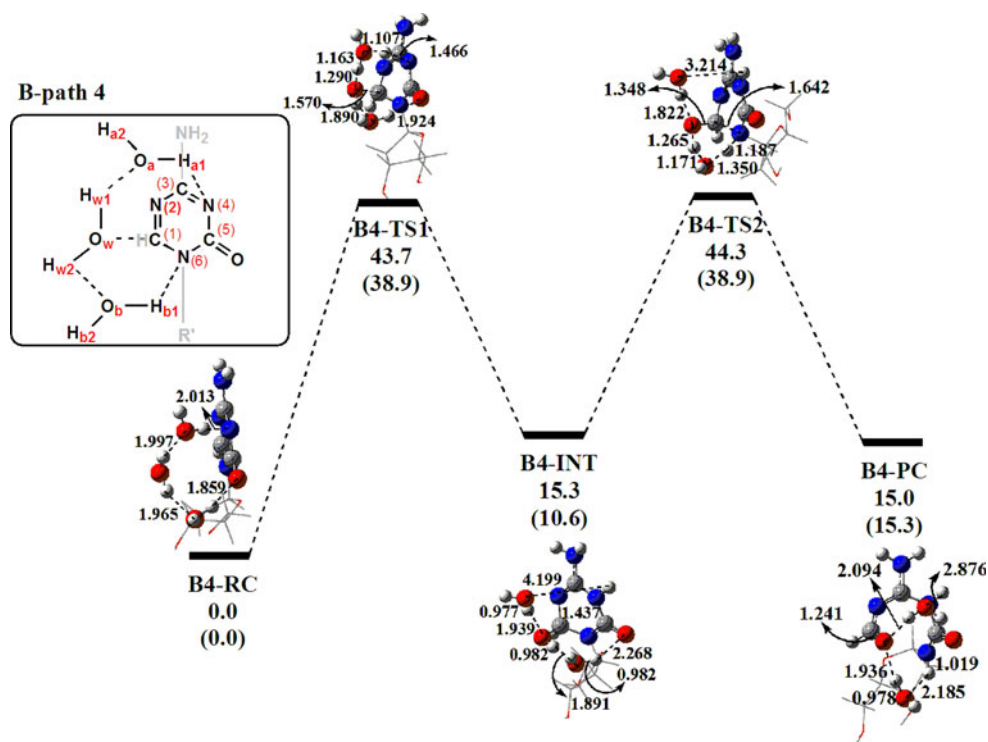 B-path 4
Ha2
NH2
Oa
Ha1
Hw1
(3)
C
N
(2)
N
(4)
Ow
H
C
(1)
(5)
C
O
N
(6)
Hw2
Ob
Hb1
Hb2
R'
1.107
1.163
1.466
1.290
1.570
1.890
1.924
B4-TS1
43.7
(38.9)
3.214
1.348
1.642
1.822
1.265
1.187
1.171
1.350
B4-TS2
44.3
(38.9)
2.013
1.997
1.859
1.965
B4-RC
0.0
(0.0)
B4-INT
15.3
(10.6)
4.199
0.977
1.437
1.939
0.982
2.268
0.982
1.891
B4-PC
15.0
(15.3)
2.094
2.876
1.241
1.936
1.019
0.978
2.185